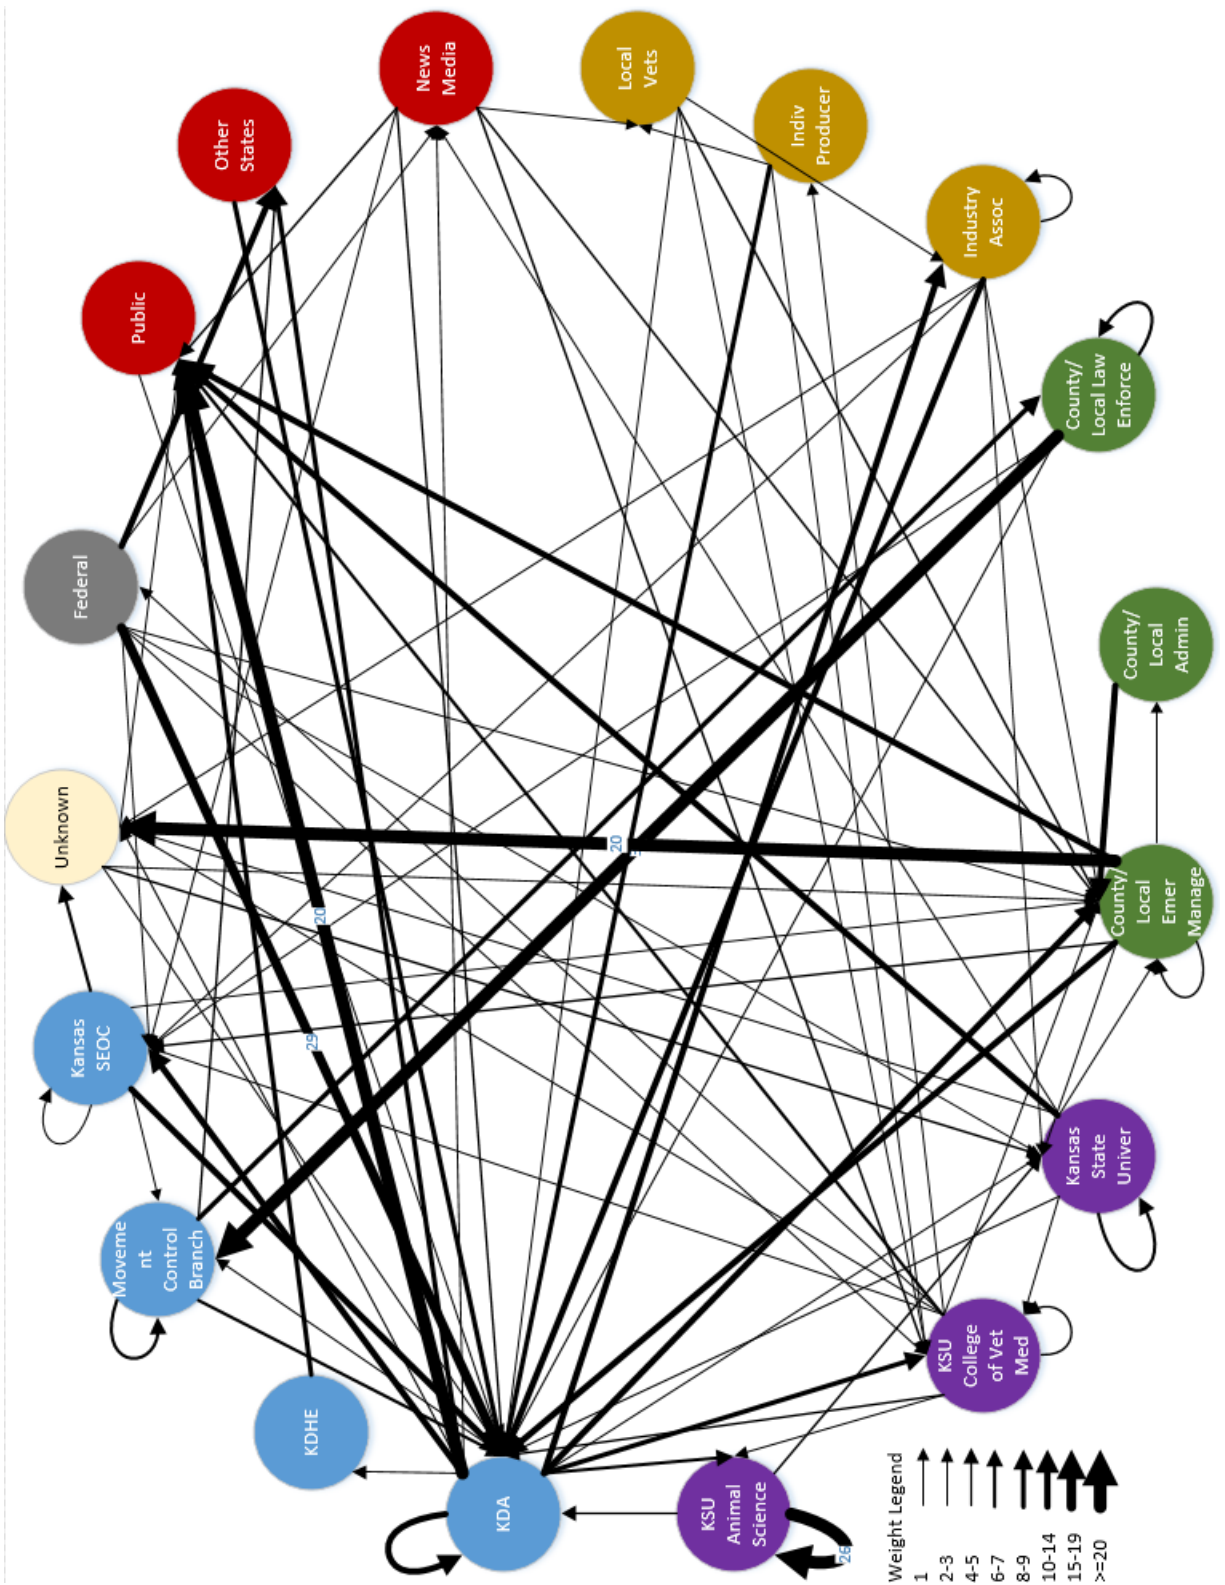 Unknown
Federal
Public
Other
States
News
Media
Local
Vets
Indiv
Producer
Industry
Assoc
County/
Local Law
Enforce
County/
Local
Admin
County/
Local
Emer
Manage
Kansas
State
Univer
KSU
College
of Vet
Med
KSU
Animal
Science
KDA
KDHE
Moveme
nt
Control
Branch
Kansas
SEOC
29
20
20
26
Weight Legend
1
2-3
4-5
6-7
8-9
10-14
15-19
>=20